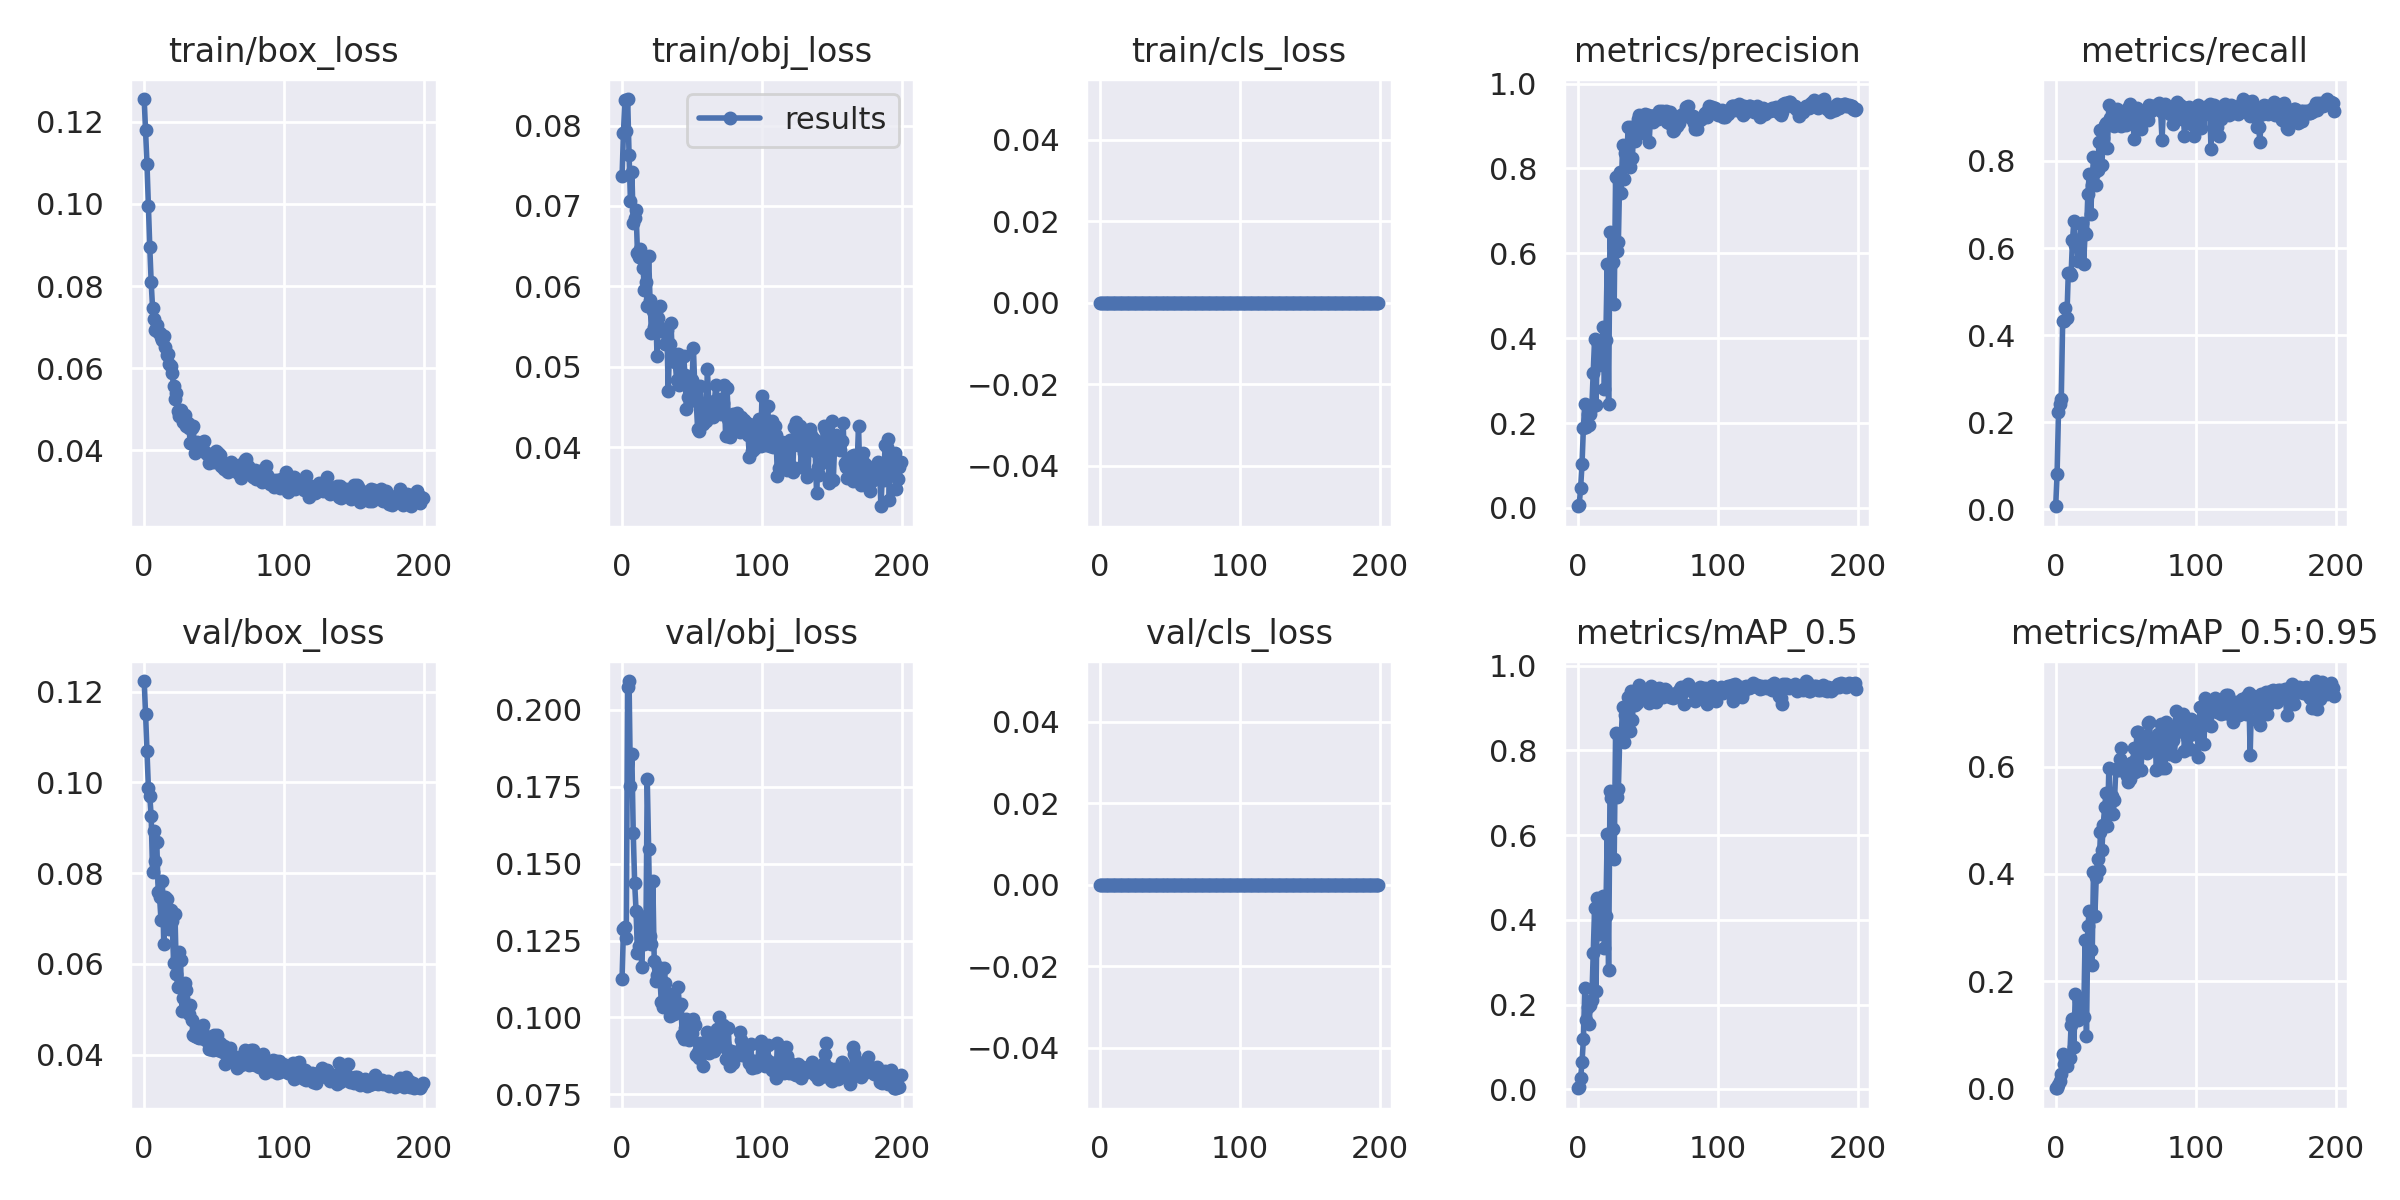 train/box_loss
train/obj_loss
train/cls_loss
metrics/precision
metrics/recall
0.12
0.10
0.08
0.06
0.04
0 100 200
results
0.08
0.07
0.06
0.05
0.04
0 100 200
0.04
0.02
0.00
−0.02
−0.04
0 100 200
1.0
0.8
0.6
0.4
0.2
0.0
0 100 200
0.8
0.6
0.4
0.2
0.0
0 100 200
val/box_loss
val/obj_loss
val/cls_loss
metrics/mAP_0.5
metrics/mAP_0.5:0.95
0.12
0.10
0.08
0.06
0.04
0 100 200
0.200
0.175
0.150
0.125
0.100
0.075
0 100 200
0.04
0.02
0.00
−0.02
−0.04
0 100 200
1.0
0.8
0.6
0.4
0.2
0.0
0 100 200
0.6
0.4
0.2
0.0
0 100 200